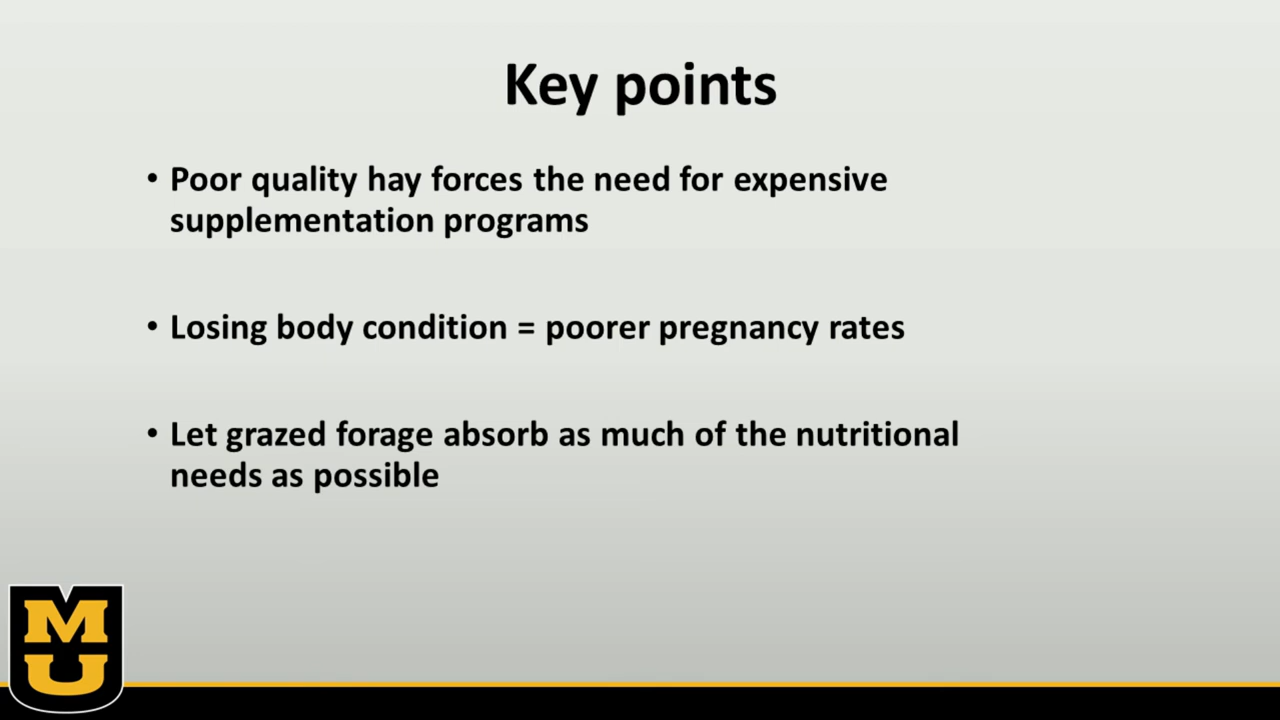 Key points
• Poor quality hay forces the need for expensive
supplementation programs
• Losing body condition = poorer pregnancy rates
• Let grazed forage absorb as much of the nutritional
needs as possible
MU